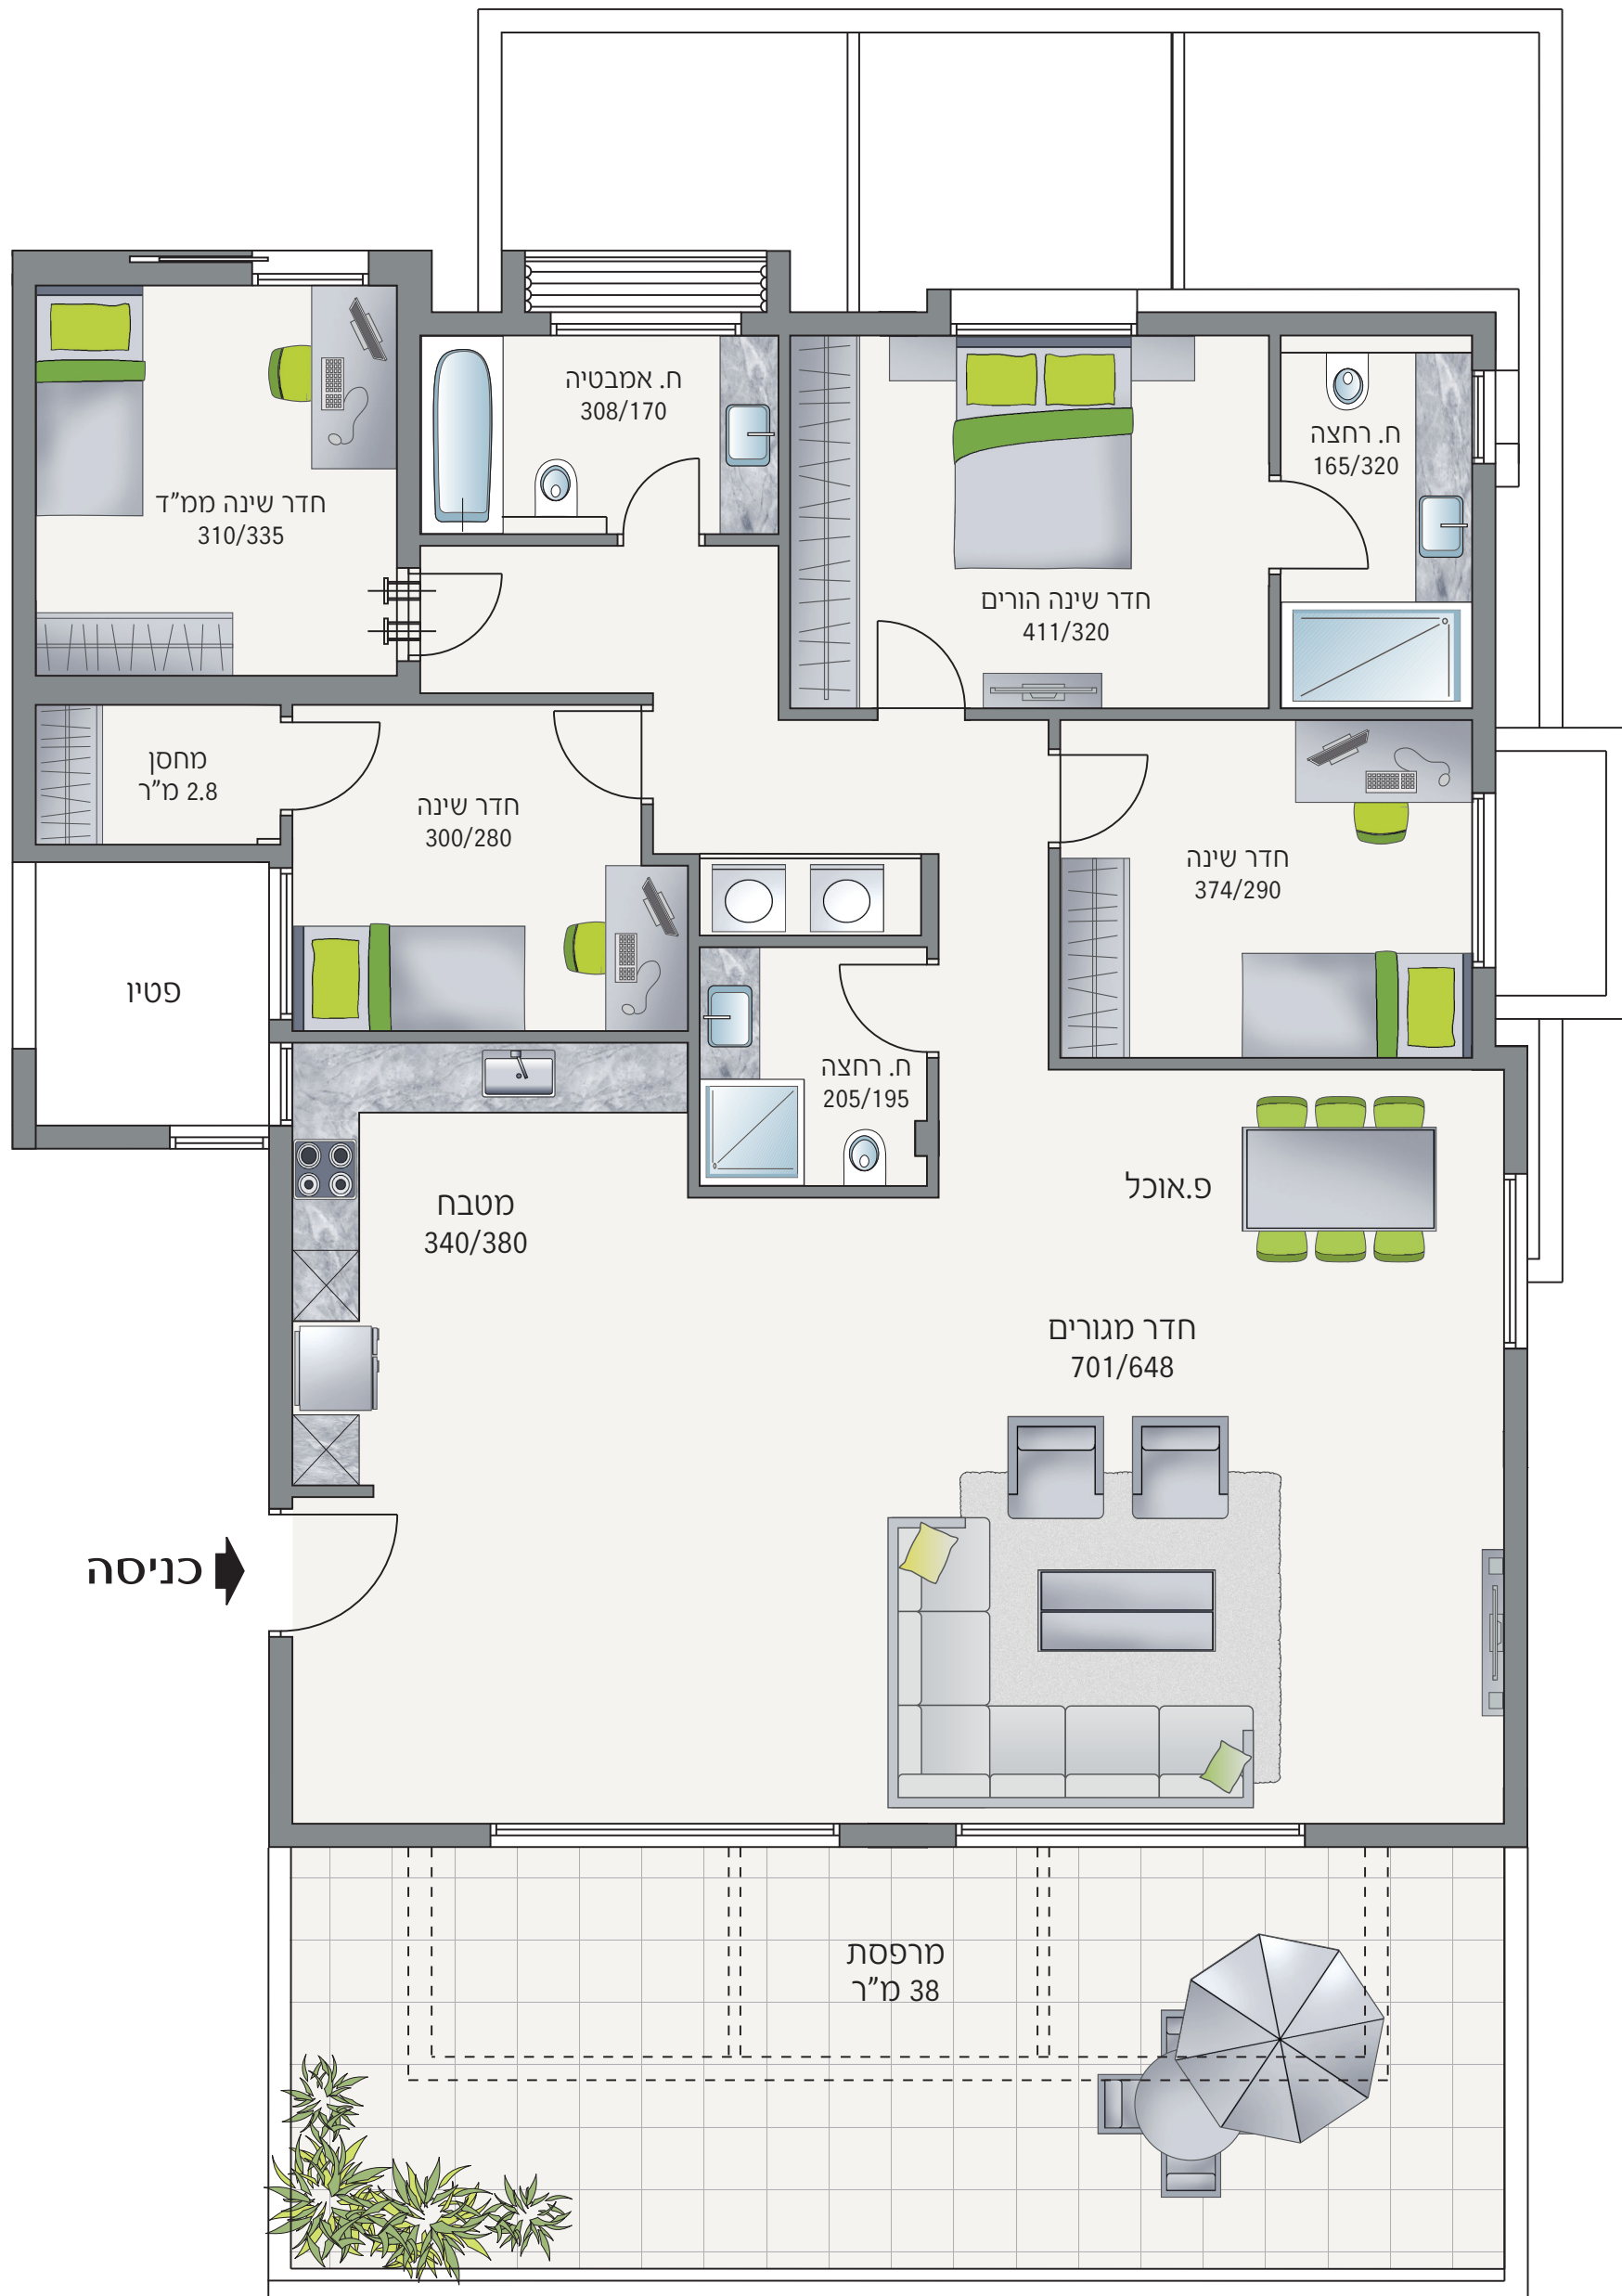 ח. אמבטיה
308/170
ח. רחצה
165/320
חדר שינה ממ"ד
310/335
חדר שינה הורים
411/320
מחסן
2.8 מ"ר
חדר שינה
300/280
חדר שינה
374/290
פטיו
ח. רחצה
205/195
מטבח
340/380
פ.אוכל
חדר מגורים
701/648
כניסה
מרפסת
38 מ"ר